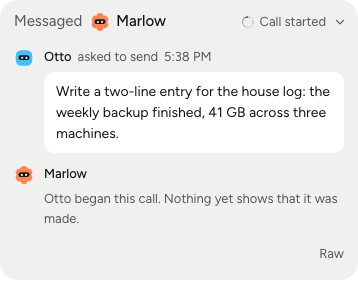 Messaged Marlow Call started
Otto asked to send 5:38 PM
Write a two-line entry for the house log: the
weekly backup finished, 41 GB across three
machines.
Marlow
Otto began this call. Nothing yet shows that it was
made.
Raw